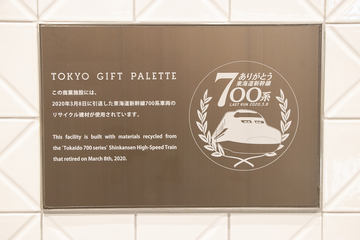 TOKYO GIFT PALETTE
この商業施設には、
2020年3月8日に引退した東海道新幹線700系車両の
リサイクル建材が使用されています。
This facility is built with materials recycled from
the 'Tokaido 700 series' Shinkansen High-Speed Train
that retired on March 8th, 2020.
ありがとう
東海道新幹線
700系
LAST RUN 2020.3.8